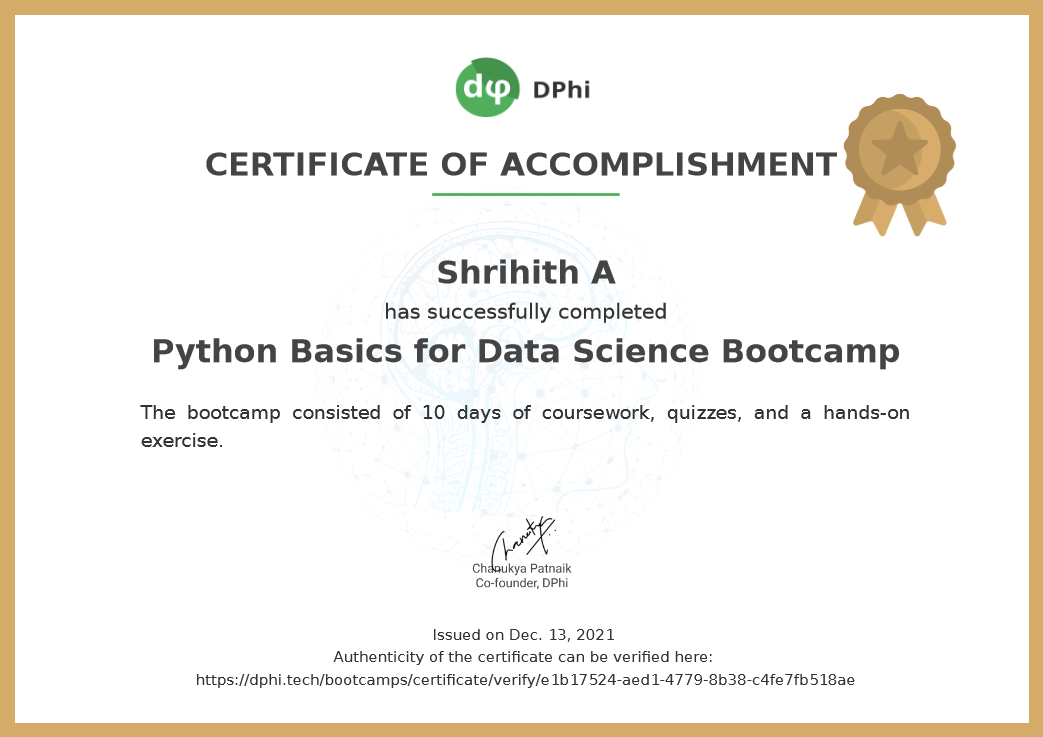 dφ DPhi
CERTIFICATE OF ACCOMPLISHMENT
Shrihith A
has successfully completed
Python Basics for Data Science Bootcamp
The bootcamp consisted of 10 days of coursework, quizzes, and a hands-on
exercise.
Chanukya Patnaik
Co-founder, DPhi
Issued on Dec. 13, 2021
Authenticity of the certificate can be verified here:
https://dphi.tech/bootcamps/certificate/verify/e1b17524-aed1-4779-8b38-c4fe7fb518ae